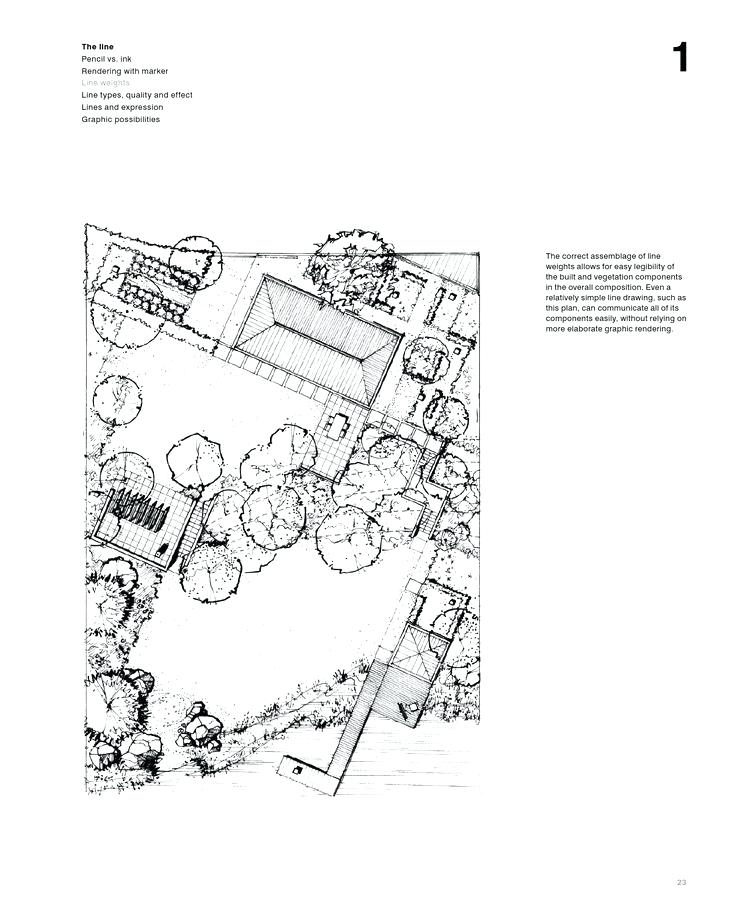 The line
Pencil vs. ink
Rendering with marker
Line weights
Line types, quality and effect
Lines and expression
Graphic possibilities
1
The correct assemblage of line
weights allows for easy legibility of
the built and vegetation components
in the overall composition. Even a
relatively simple line drawing, such as
this plan, can communicate all of its
components easily, without relying on
more elaborate graphic rendering.
23